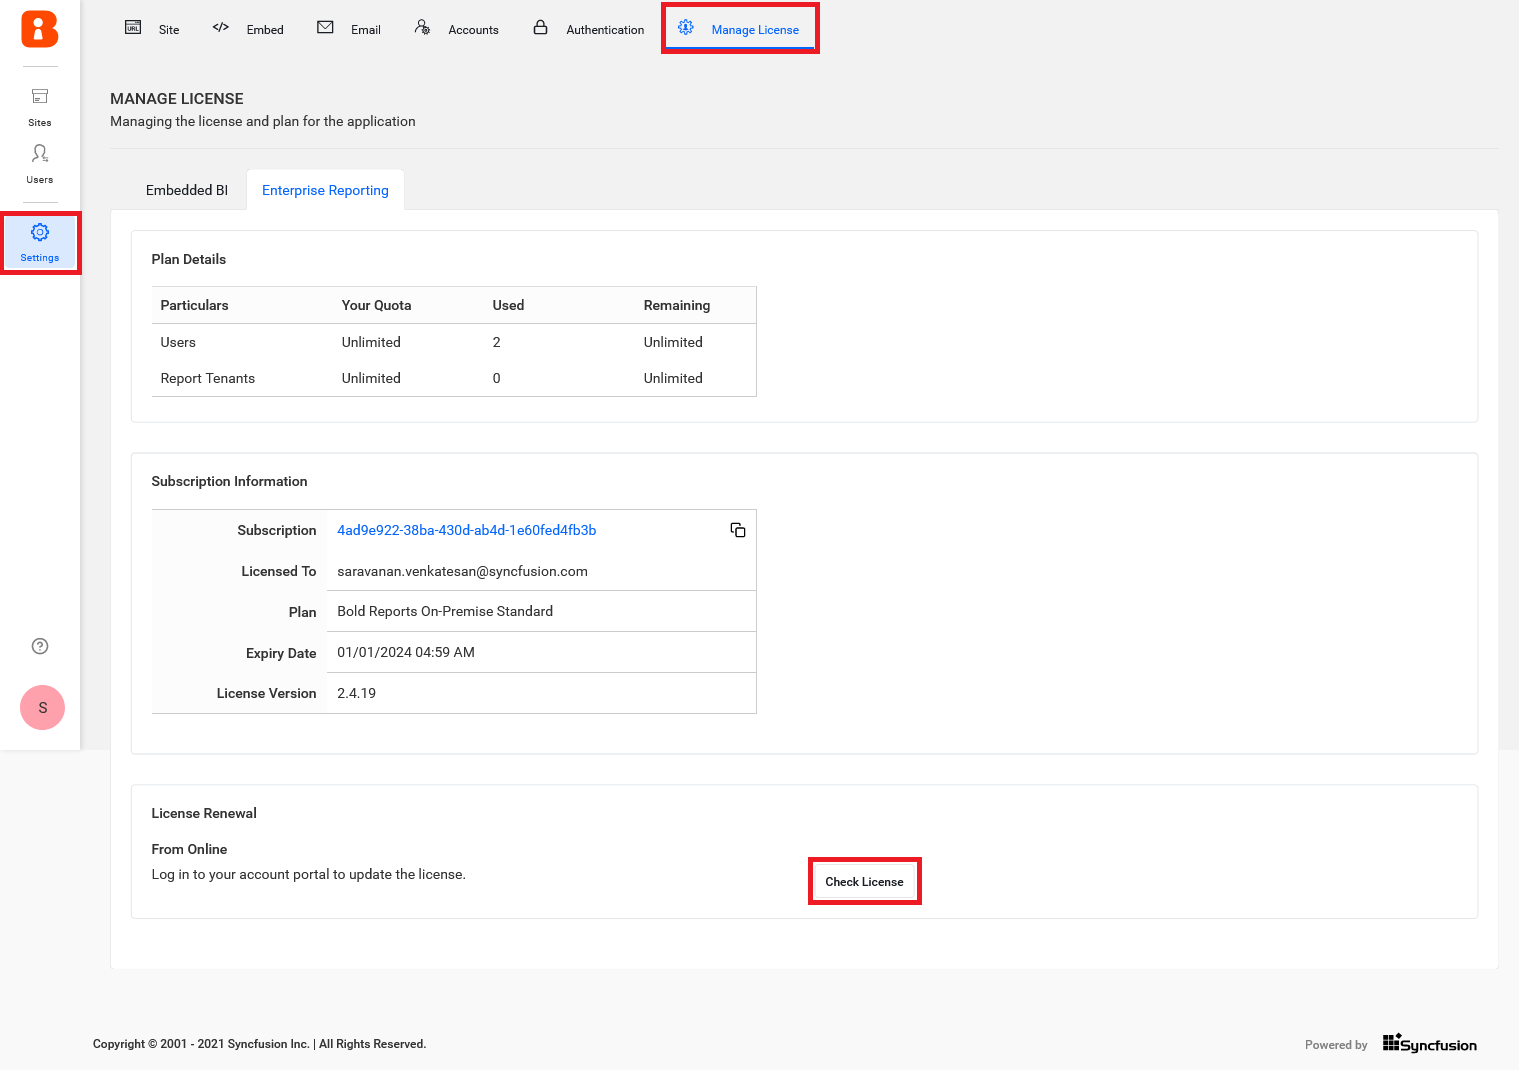 URL Site </> Embed Email Accounts Authentication Manage License
Sites
Users
Settings
S
MANAGE LICENSE
Managing the license and plan for the application
Embedded BI Enterprise Reporting
Plan Details
Particulars Your Quota Used Remaining
Users Unlimited 2 Unlimited
Report Tenants Unlimited 0 Unlimited
Subscription Information
Subscription 4ad9e922-38ba-430d-ab4d-1e60fed4fb3b
Licensed To saravanan.venkatesan@syncfusion.com
Plan Bold Reports On-Premise Standard
Expiry Date 01/01/2024 04:59 AM
License Version 2.4.19
License Renewal
From Online
Log in to your account portal to update the license.
Check License
Copyright © 2001 - 2021 Syncfusion Inc. | All Rights Reserved.
Powered by Syncfusion